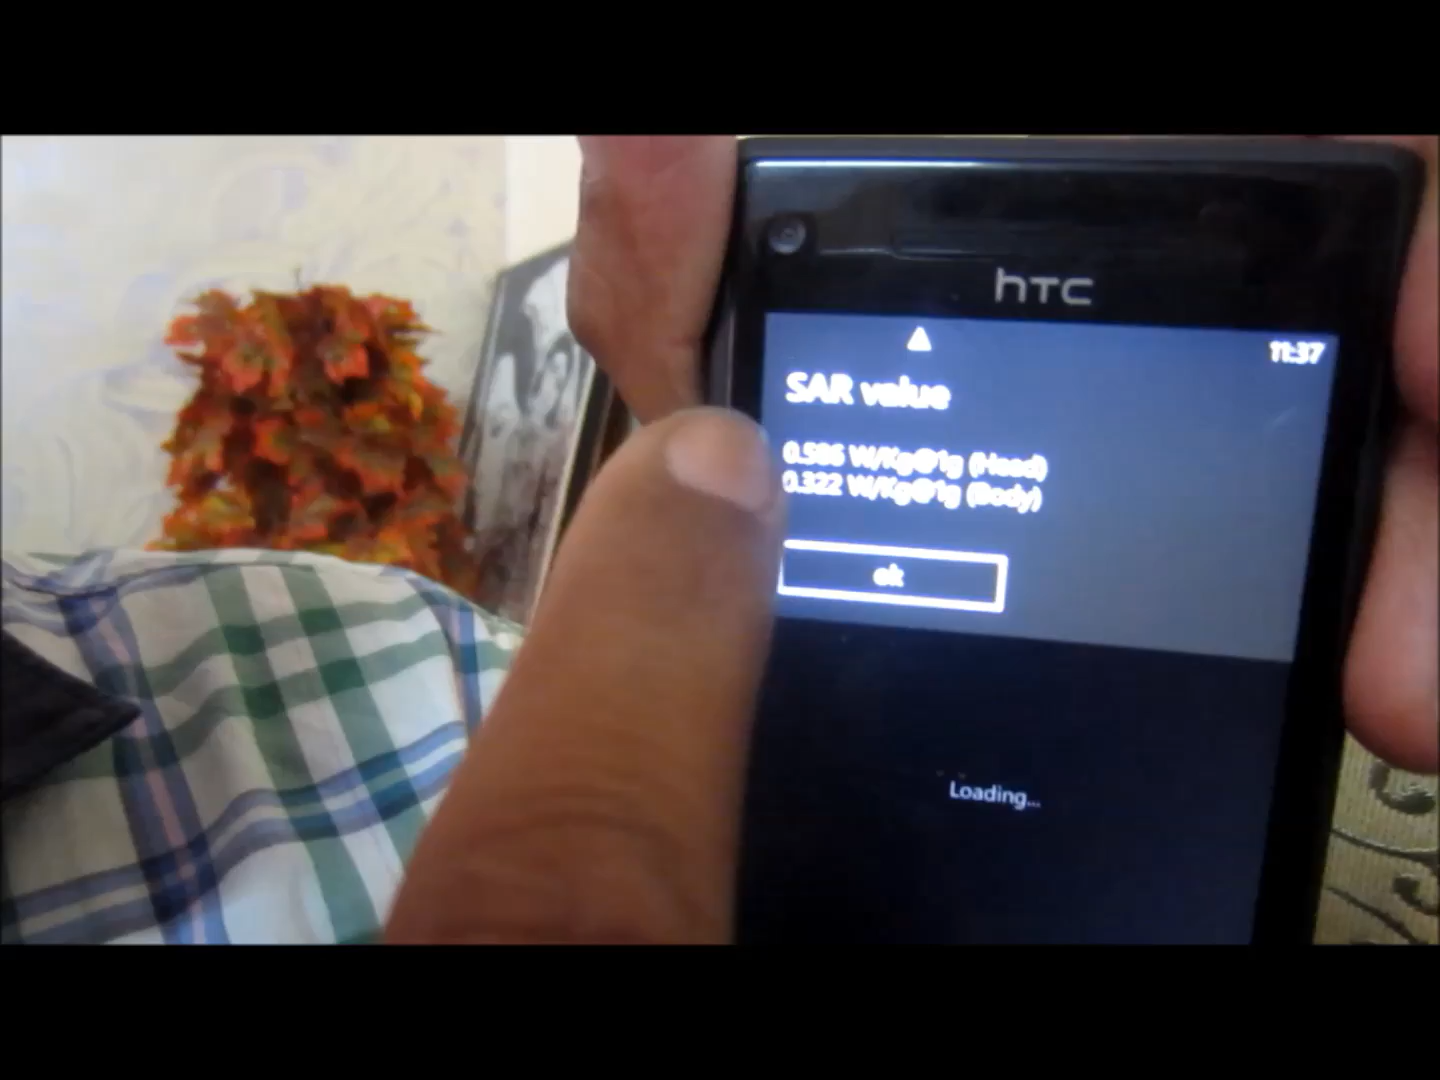 hTC
11:37
SAR value
0.586 W/Kg@1g (Head)
0.322 W/Kg@1g (Body)
ok
Loading...